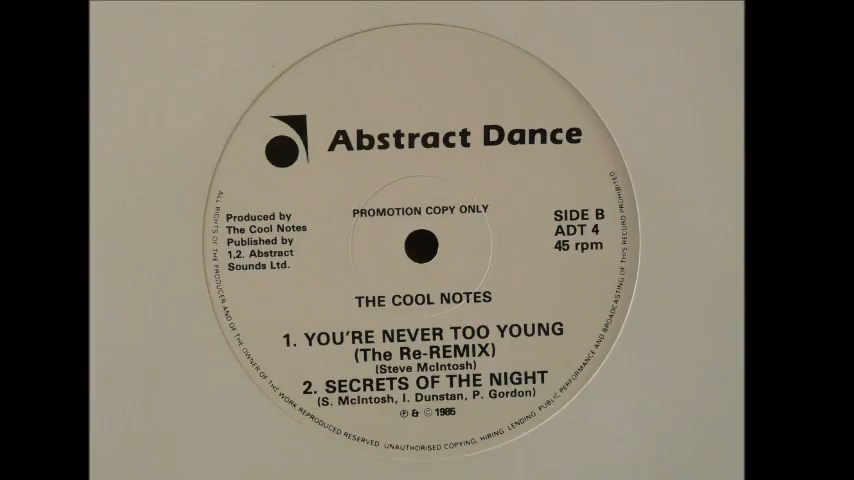 Abstract Dance
PROMOTION COPY ONLY
Produced by
The Cool Notes
Published by
1,2. Abstract
Sounds Ltd.
SIDE B
ADT 4
45 rpm
THE COOL NOTES
1. YOU'RE NEVER TOO YOUNG
(The Re-REMIX)
(Steve McIntosh)
2. SECRETS OF THE NIGHT
(S. McIntosh, I. Dunstan, P. Gordon)
℗ & © 1985
ALL RIGHTS OF THE PRODUCER AND OF THE OWNER OF THE WORK REPRODUCED RESERVED UNAUTHORISED COPYING, HIRING, LENDING, PUBLIC PERFORMANCE AND BROADCASTING OF THIS RECORD PROHIBITED